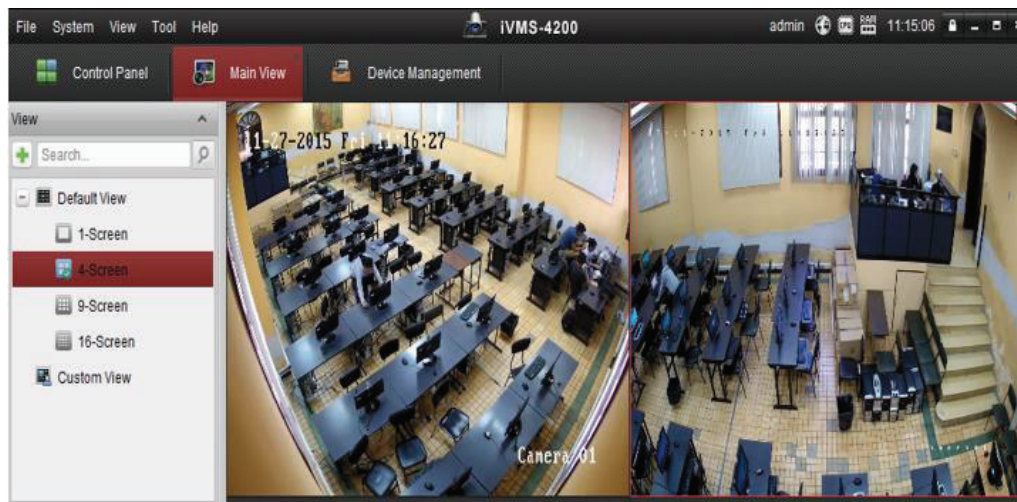 File System View Tool Help iVMS-4200 admin CPU RAM 11:15:06
Control Panel Main View Device Management
View
Search...
Default View
1-Screen
4-Screen
9-Screen
16-Screen
Custom View
11-27-2015 Fri 11:16:27
Camera 01